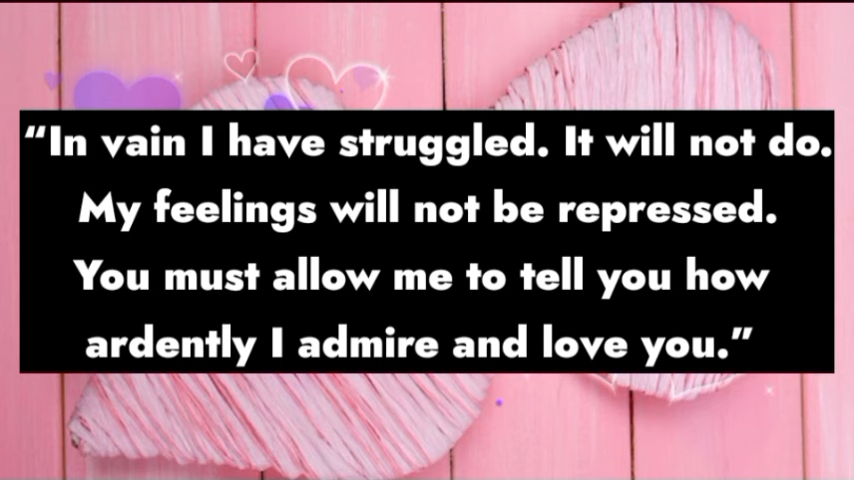 “In vain I have struggled. It will not do.
My feelings will not be repressed.
You must allow me to tell you how
ardently I admire and love you.”